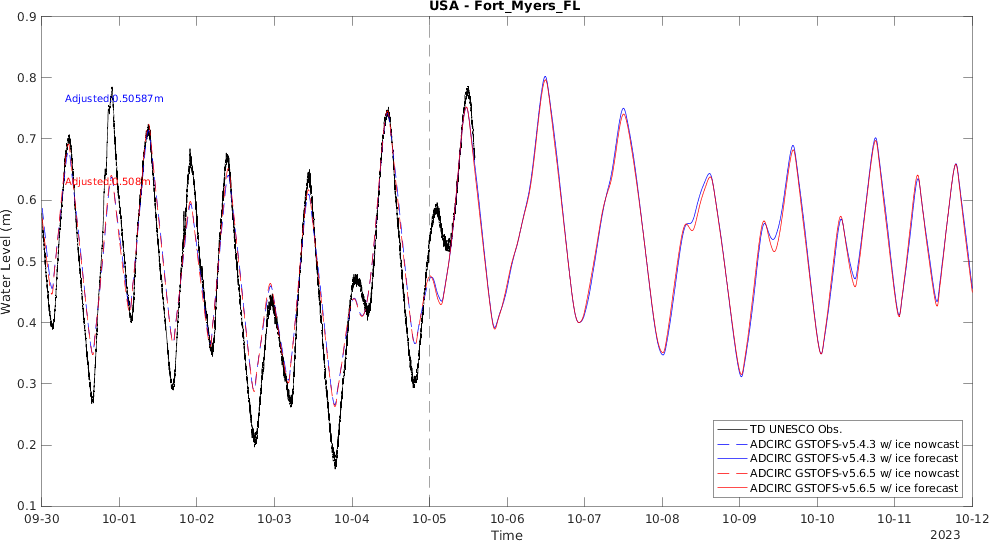 USA - Fort_Myers_FL
0.9
0.8
0.7
0.6
0.5
0.4
0.3
0.2
0.1
Water Level (m)
Adjusted:0.50587m
Adjusted:0.508m
TD UNESCO Obs.
ADCIRC GSTOFS-v5.4.3 w/ ice nowcast
ADCIRC GSTOFS-v5.4.3 w/ ice forecast
ADCIRC GSTOFS-v5.6.5 w/ ice nowcast
ADCIRC GSTOFS-v5.6.5 w/ ice forecast
09-30 10-01 10-02 10-03 10-04 10-05 10-06 10-07 10-08 10-09 10-10 10-11 10-12
Time
2023